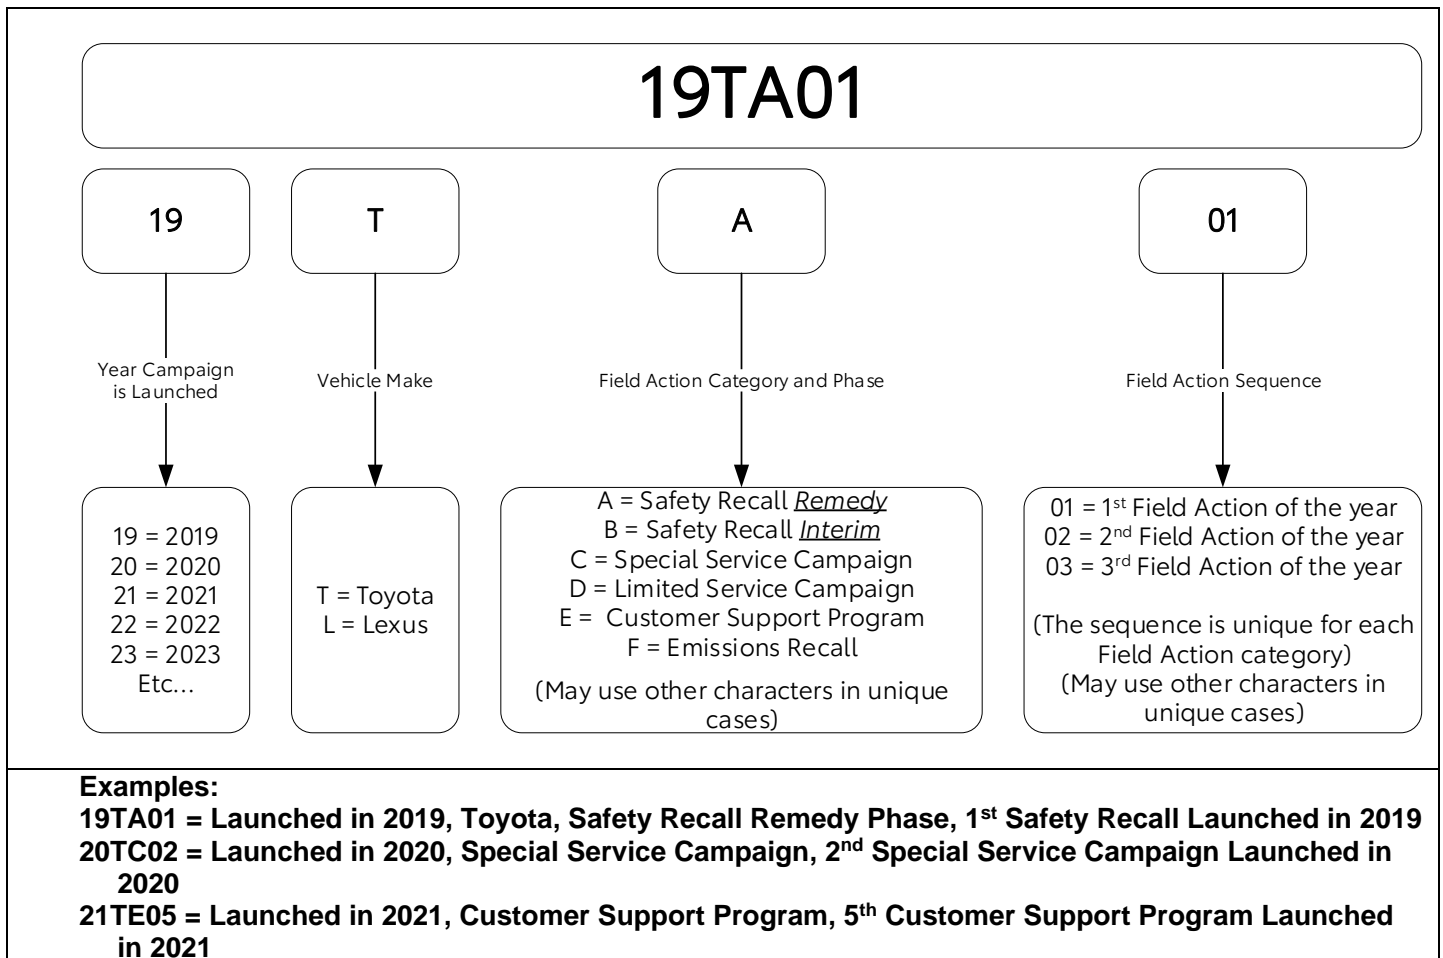 19TA01
19
T
A
01
Year Campaign
is Launched
Vehicle Make
Field Action Category and Phase
Field Action Sequence
19 = 2019
20 = 2020
21 = 2021
22 = 2022
23 = 2023
Etc…
T = Toyota
L = Lexus
A = Safety Recall Remedy
B = Safety Recall Interim
C = Special Service Campaign
D = Limited Service Campaign
E =  Customer Support Program
F = Emissions Recall
(May use other characters in unique
cases)
01 = 1st Field Action of the year
02 = 2nd Field Action of the year
03 = 3rd Field Action of the year
(The sequence is unique for each
Field Action category)
(May use other characters in
unique cases)
Examples:
19TA01 = Launched in 2019, Toyota, Safety Recall Remedy Phase, 1st Safety Recall Launched in 2019
20TC02 = Launched in 2020, Special Service Campaign, 2nd Special Service Campaign Launched in
2020
21TE05 = Launched in 2021, Customer Support Program, 5th Customer Support Program Launched
in 2021